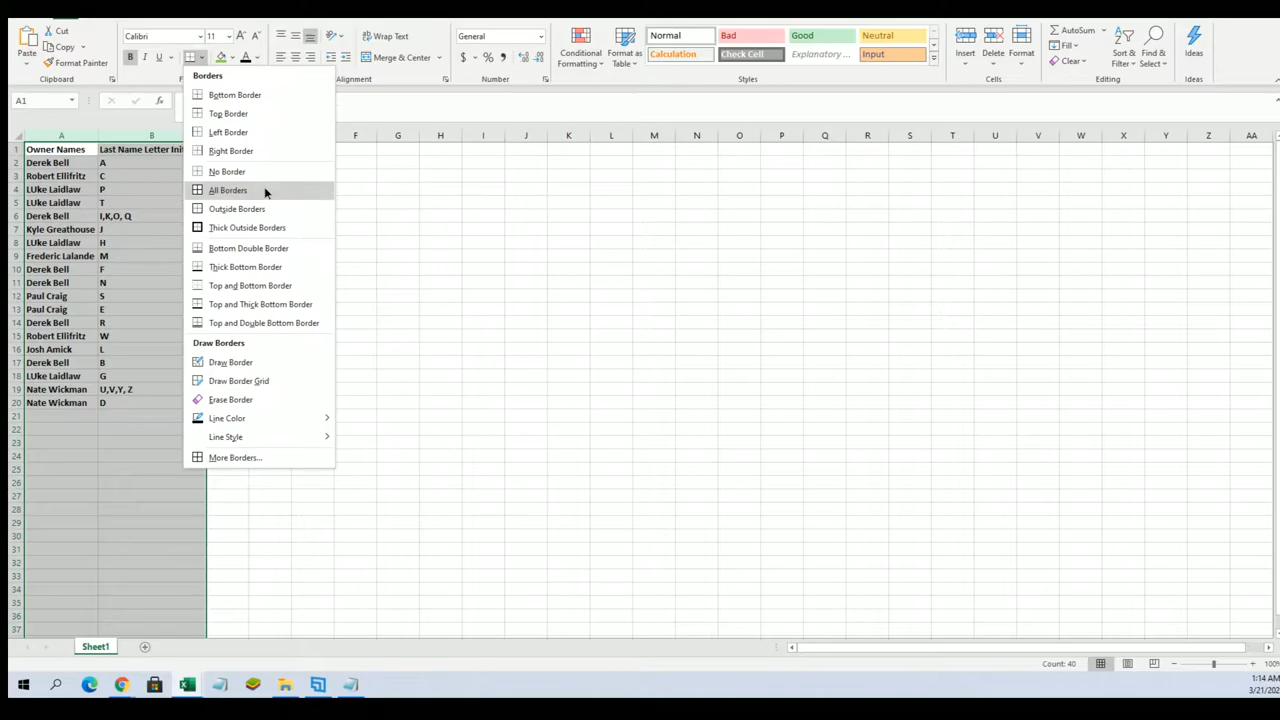 Cut
Copy
Format Painter
Paste
Clipboard
Calibri
11
B I U
Wrap Text
Merge & Center
Alignment
General
$ % ,
Conditional Formatting
Format as Table
Normal
Bad
Good
Neutral
Calculation
Check Cell
Explanatory ...
Input
Styles
Insert
Delete
Format
Cells
AutoSum
Fill
Clear
Sort & Filter
Find & Select
Editing
Ideas
Ideas
A1
fx
Borders
Bottom Border
Top Border
Left Border
Right Border
No Border
All Borders
Outside Borders
Thick Outside Borders
Bottom Double Border
Thick Bottom Border
Top and Bottom Border
Top and Thick Bottom Border
Top and Double Bottom Border
Draw Borders
Draw Border
Draw Border Grid
Erase Border
Line Color
Line Style
More Borders...
A B F G H I J K L M N O P Q R S T U V W X Y Z AA
1 Owner Names Last Name Letter Init
2 Derek Bell A
3 Robert Ellifritz C
4 LUke Laidlaw P
5 LUke Laidlaw T
6 Derek Bell I,K,O, Q
7 Kyle Greathouse J
8 LUke Laidlaw H
9 Frederic Lalande M
10 Derek Bell F
11 Derek Bell N
12 Paul Craig S
13 Paul Craig E
14 Derek Bell R
15 Robert Ellifritz W
16 Josh Amick L
17 Derek Bell B
18 LUke Laidlaw G
19 Nate Wickman U,V,Y, Z
20 Nate Wickman D
21
22
23
24
25
26
27
28
29
30
31
32
33
34
35
36
37
Sheet1
Count: 40
100%
1:14 AM
3/21/202